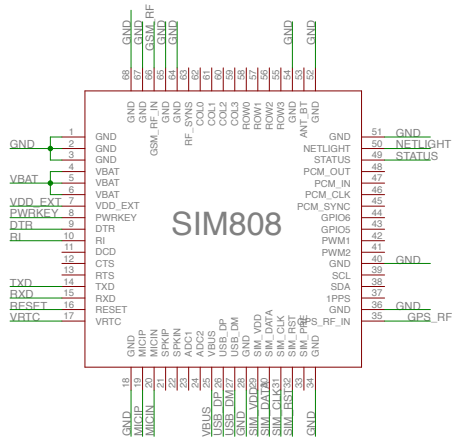 GND
GND
GSM_RF
GND
GND
GND
GND
68
67
66
65
64
63
62
61
60
59
58
57
56
55
54
53
52
GND
GND
GSM_RF_IN
GND
GND
RF_SYNS
COL0
COL1
COL2
COL3
ROW0
ROW1
ROW2
ROW3
GND
ANT_BT
GND
1 GND
GND 2 GND
3 GND
4 VBAT
VBAT 5 VBAT
6 VBAT
VDD_EXT 7 VDD_EXT
PWRKEY 8 PWRKEY
DTR 9 DTR
RI 10 RI
11 DCD
12 CTS
13 RTS
TXD 14 TXD
RXD 15 RXD
RESET 16 RESET
VRTC 17 VRTC
SIM808
GND 51 GND
NETLIGHT 50 NETLIGHT
STATUS 49 STATUS
PCM_OUT 48
PCM_IN 47
PCM_CLK 46
PCM_SYNC 45
GPIO6 44
GPIO5 43
PWM1 42
PWM2 41
GND 40 GND
SCL 39
SDA 38
1PPS 37
GND 36 GND
GPS_RF_IN 35 GPS_RF
GND
MICIP
MICIN
SPKIP
SPKIN
ADC1
ADC2
VBUS
USB_DP
USB_DM
GND
SIM_VDD
SIM_DATA
SIM_CLK
SIM_RST
SIM_PRE
GND
18
19
20
21
22
23
24
25
26
27
28
29
30
31
32
33
34
GND
MICIP
MICIN
VBUS
USB_DP
USB_DM
GND
SIM_VDD
SIM_DATA
SIM_CLK
SIM_RST
GND